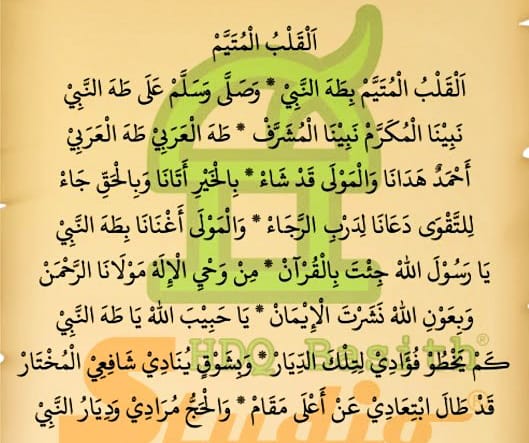 اَلْقَلْبُ الْمُتَيَّمْ
اَلْقَلْبُ الْمُتَيَّمْ بِطَهَ النَّبِيْ * وَصَلَّى وَسَلَّمْ عَلَى طَهَ النَّبِيْ
نَبِيْنَا الْمُكَرَّمْ نَبِيْنَا الْمُشَرَّفْ * طَهَ الْعَرَبِيْ طَهَ الْعَرَبِيْ
أَحْمَدْ هَدَانَا وَالْمَوْلَى قَدْ شَاءْ * بِالْخَيْرِ أَتَانَا وَبِالْحَقِّ جَاءْ
لِلتَّقْوَى دَعَانَا لِدَرْبِ الرَّجَاءْ * وَالْمَوْلَى أَغْنَانَا بِطَهَ النَّبِيْ
يَا رَسُوْلَ اللهْ جِئْتَ بِالْقُرْآنْ * مِنْ وَحْيِ الْإِلَهْ مَوْلَانَا الرَّحْمَنْ
وَبِعَوْنِ اللهْ نَشَرْتَ الْإِيْمَانْ * يَا حَبِيْبَ اللهْ يَا طَهَ النَّبِيْ
HDQ Basith®
كَمْ يَخْطُوْ فُؤَادِيْ لِتِلْكَ الدِّيَارْ * وَبِشَوْقٍ يُنَادِيْ شَافِعِيْ الْمُخْتَارْ
قَدْ طَالَ ابْتِعَادِيْ عَنْ أَعْلَى مَقَامْ * وَالْحَجُّ مُرَادِيْ وَدِيَارُ النَّبِيْ
Studio